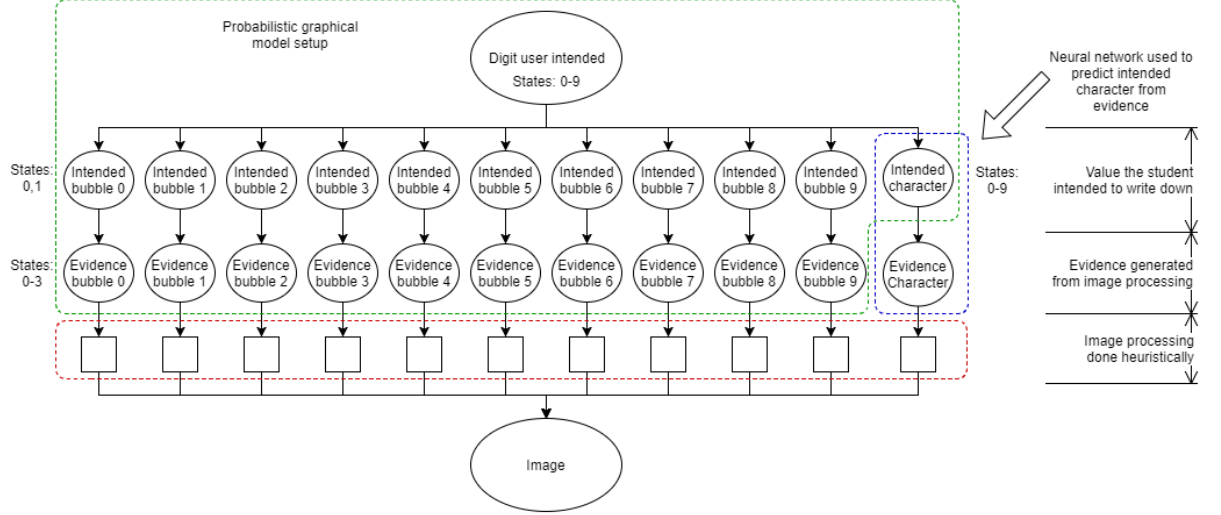 Probabilistic graphical
model setup
Digit user intended
States: 0-9
Neural network used to
predict intended
character from
evidence
States:
0,1
Intended
bubble 0
Intended
bubble 1
Intended
bubble 2
Intended
bubble 3
Intended
bubble 4
Intended
bubble 5
Intended
bubble 6
Intended
bubble 7
Intended
bubble 8
Intended
bubble 9
Intended
character
States:
0-9
Value the student
intended to write down
States:
0-3
Evidence
bubble 0
Evidence
bubble 1
Evidence
bubble 2
Evidence
bubble 3
Evidence
bubble 4
Evidence
bubble 5
Evidence
bubble 6
Evidence
bubble 7
Evidence
bubble 8
Evidence
bubble 9
Evidence
Character
Evidence generated
from image processing
Image processing
done heuristically
Image